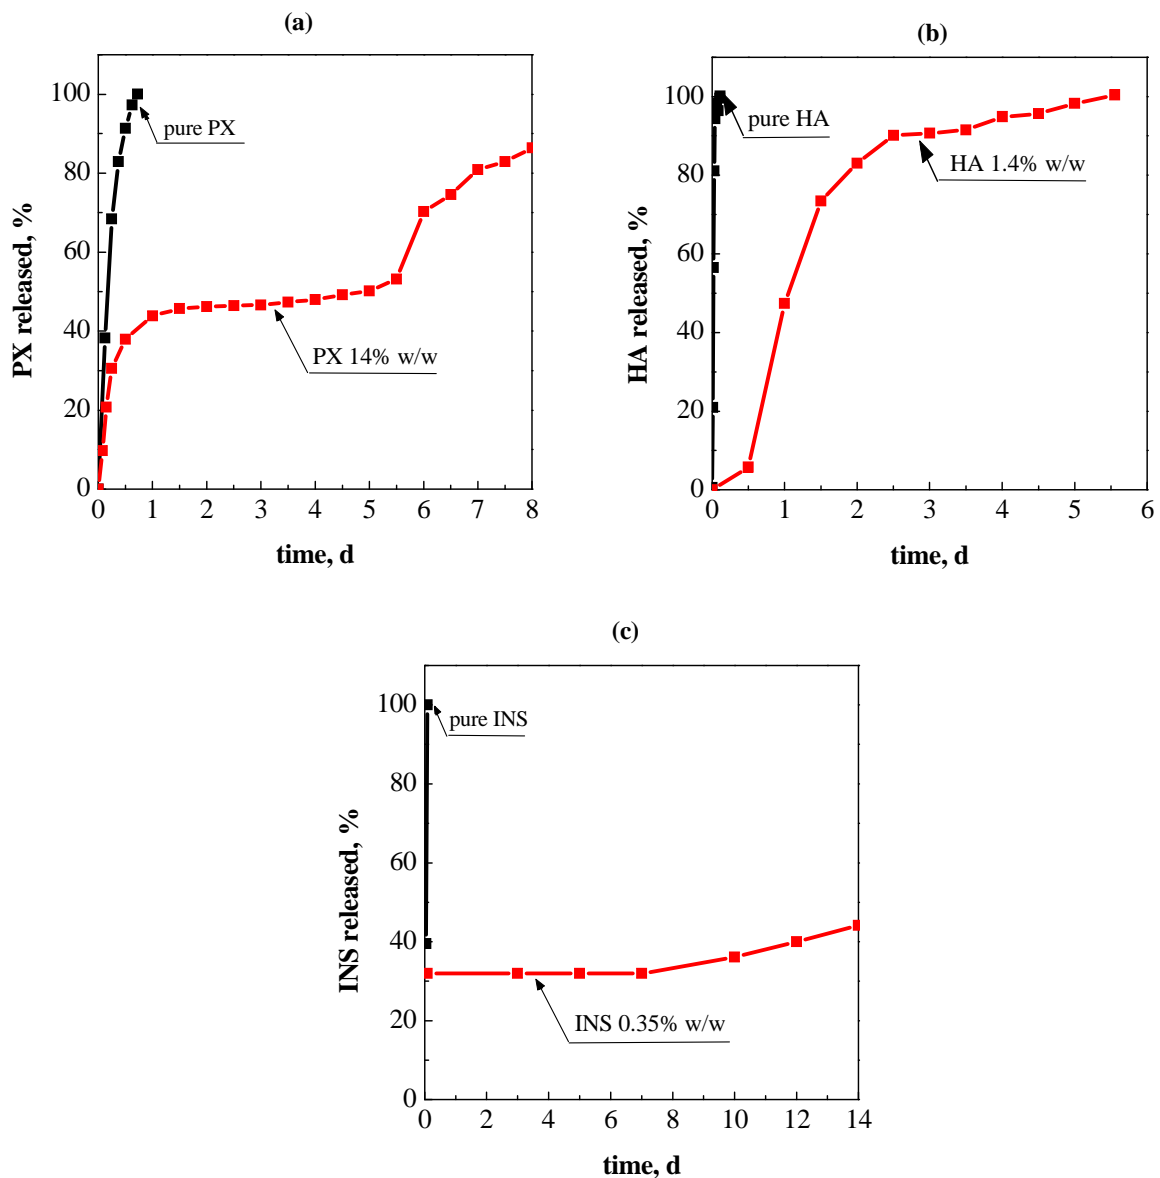 (a)
PX released, %
100
80
60
40
20
0
pure PX
PX 14% w/w
0 1 2 3 4 5 6 7 8
time, d
(b)
HA released, %
100
80
60
40
20
0
pure HA
HA 1.4% w/w
0 1 2 3 4 5 6
time, d
(c)
INS released, %
100
80
60
40
20
0
pure INS
INS 0.35% w/w
0 2 4 6 8 10 12 14
time, d